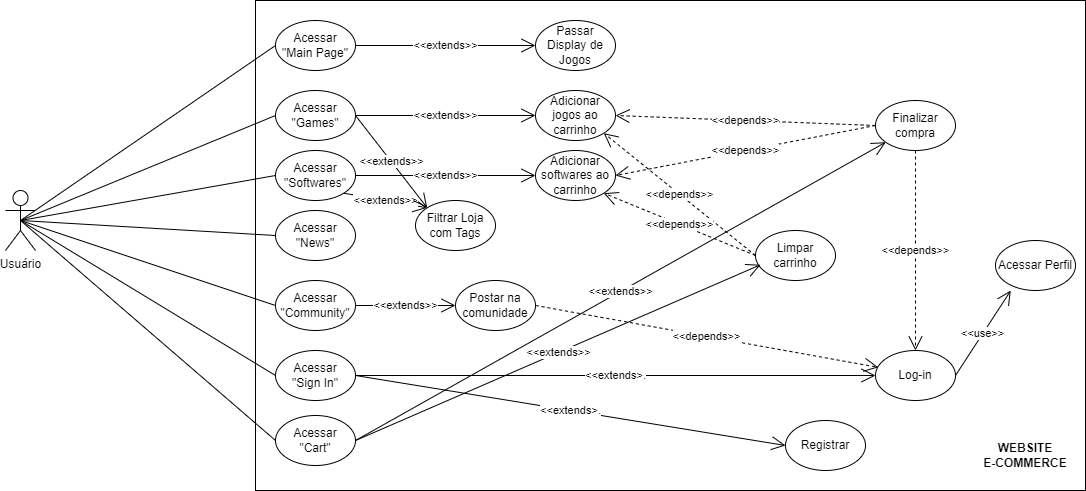 Acessar
"Main Page"
<<extends>>
Passar
Display de
Jogos
Acessar
"Games"
<<extends>>
Adicionar
jogos ao
carrinho
<<depends>>
Finalizar
compra
<<extends>>
<<depends>>
Acessar
"Softwares"
<<extends>>
Adicionar
softwares ao
carrinho
<<extends>>
<<depends>>
Filtrar Loja
com Tags
<<depends>>
Usuário
Acessar
"News"
Limpar
carrinho
<<depends>>
Acessar Perfil
<<extends>>
Acessar
"Community"
<<extends>>
Postar na
comunidade
<<depends>>
<<use>>
<<extends>>
Acessar
"Sign In"
<<extends>.
Log-in
<<extends>.
Acessar
"Cart"
Registrar
WEBSITE
E-COMMERCE